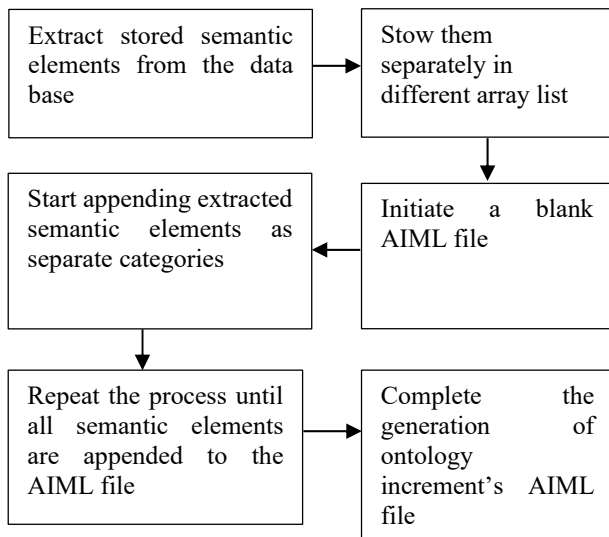 Extract stored semantic
elements from the data
base
Stow them
separately in
different array list
Initiate a blank
AIML file
Start appending extracted
semantic elements as
separate categories
Repeat the process until
all semantic elements
are appended to the
AIML file
Complete the
generation of
ontology
increment’s AIML
file